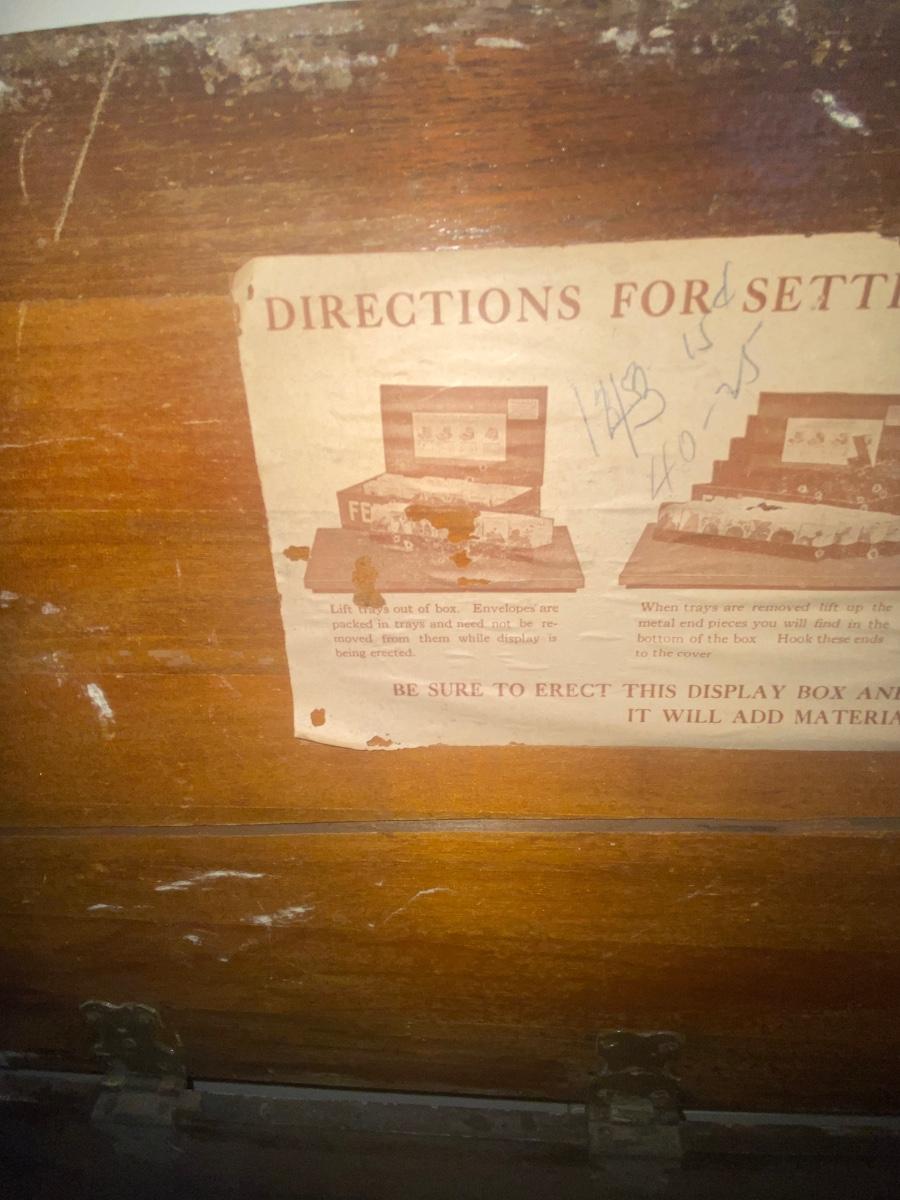 DIRECTIONS FOR SETTI
15 d
143
40-25
FE
Lift trays out of box. Envelopes are
packed in trays and need not be re-
moved from them while display is
being erected.
When trays are removed lift up the
metal end pieces you will find in the
bottom of the box Hook these ends
to the cover
BE SURE TO ERECT THIS DISPLAY BOX AN
IT WILL ADD MATERIA